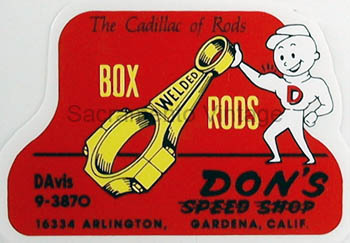 The Cadillac of Rods
BOX
WELDED
RODS
D
DAvis
9-3870
DON'S
SPEED SHOP
16334 ARLINGTON,
GARDENA, CALIF.